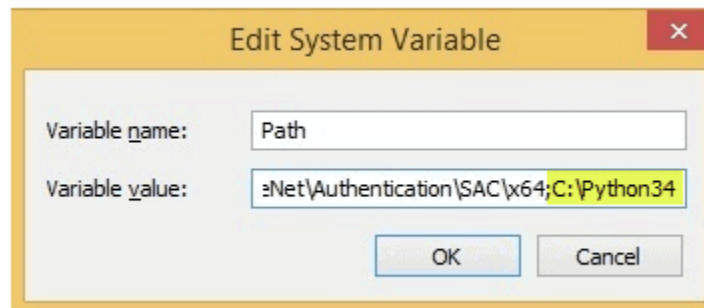 Edit System Variable
Variable name: Path
Variable value: eNet\Authentication\SAC\x64;C:\Python34
OK Cancel